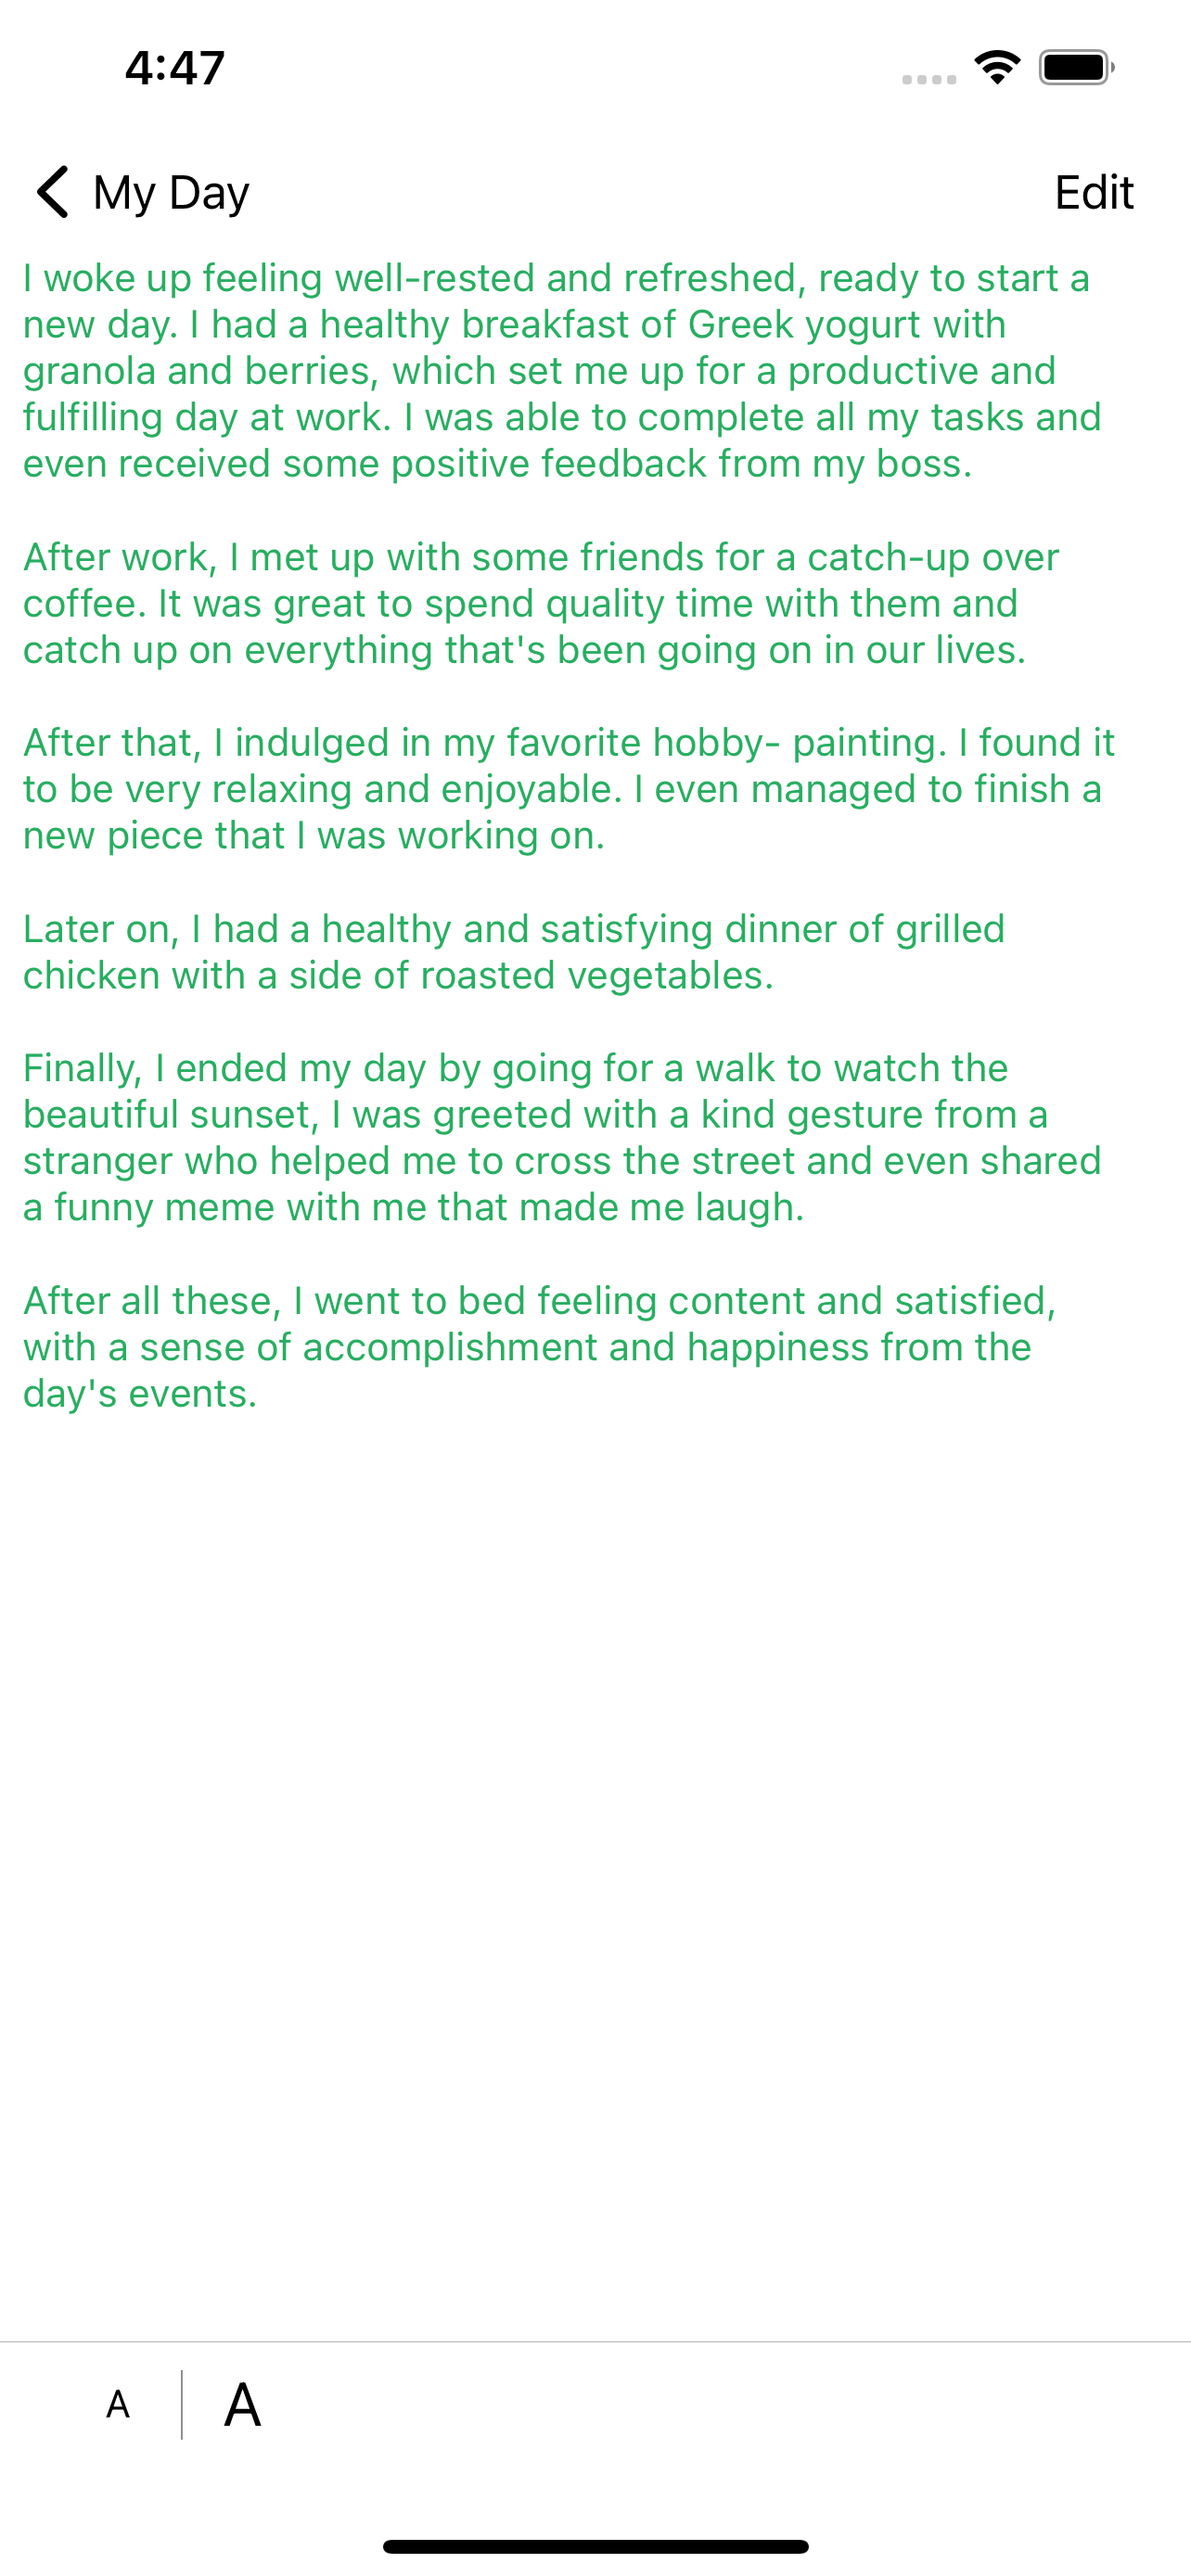 4:47
My Day
Edit
I woke up feeling well-rested and refreshed, ready to start a
new day. I had a healthy breakfast of Greek yogurt with
granola and berries, which set me up for a productive and
fulfilling day at work. I was able to complete all my tasks and
even received some positive feedback from my boss.
After work, I met up with some friends for a catch-up over
coffee. It was great to spend quality time with them and
catch up on everything that's been going on in our lives.
After that, I indulged in my favorite hobby- painting. I found it
to be very relaxing and enjoyable. I even managed to finish a
new piece that I was working on.
Later on, I had a healthy and satisfying dinner of grilled
chicken with a side of roasted vegetables.
Finally, I ended my day by going for a walk to watch the
beautiful sunset, I was greeted with a kind gesture from a
stranger who helped me to cross the street and even shared
a funny meme with me that made me laugh.
After all these, I went to bed feeling content and satisfied,
with a sense of accomplishment and happiness from the
day's events.
A A